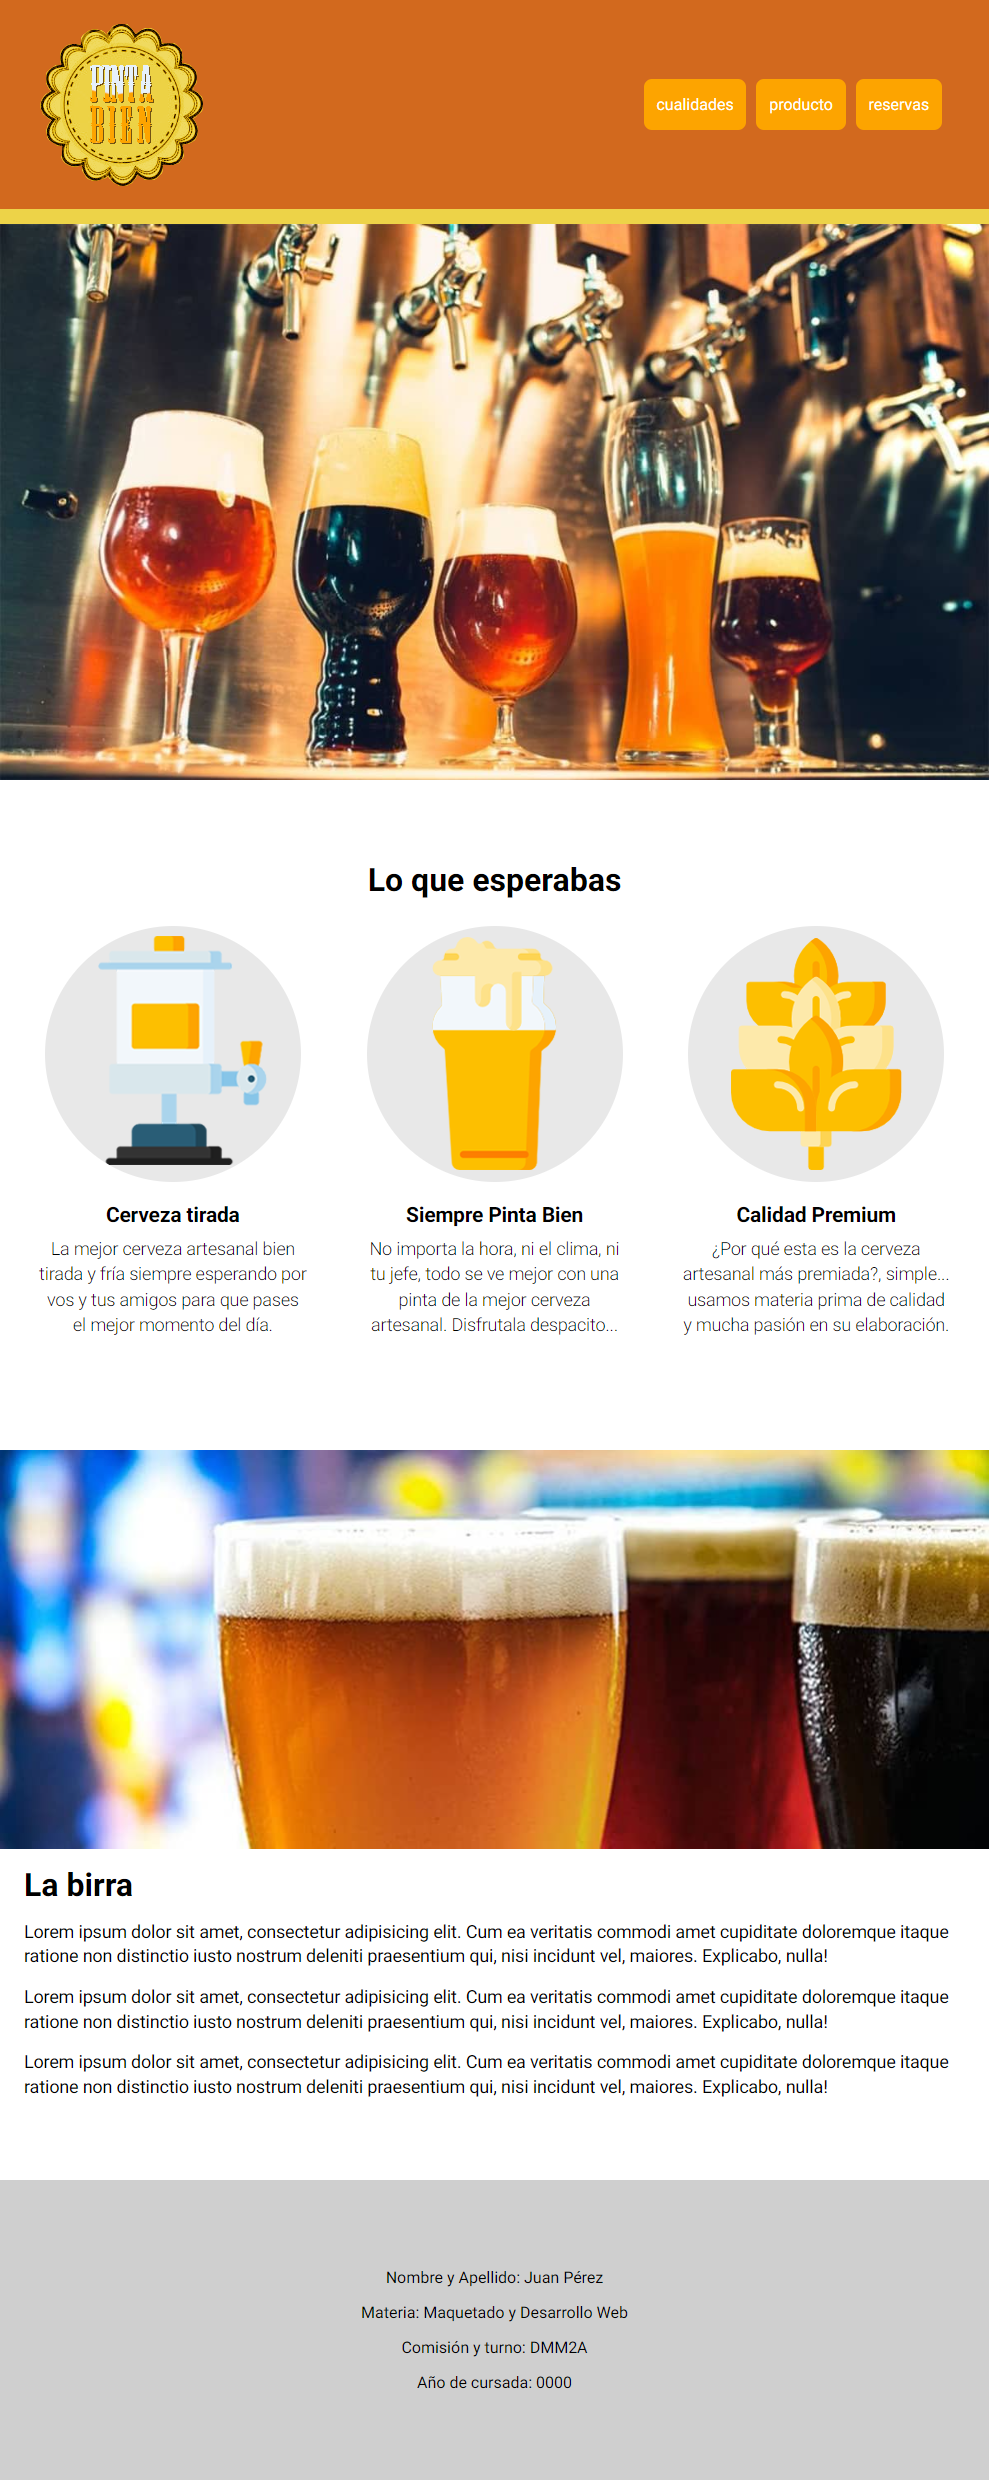 PINTA
BIEN
cualidades producto reservas
Lo que esperabas
Cerveza tirada
La mejor cerveza artesanal bien
tirada y fría siempre esperando por
vos y tus amigos para que pases
el mejor momento del día.
Siempre Pinta Bien
No importa la hora, ni el clima, ni
tu jefe, todo se ve mejor con una
pinta de la mejor cerveza
artesanal. Disfrutala despacito...
Calidad Premium
¿Por qué esta es la cerveza
artesanal más premiada?, simple...
usamos materia prima de calidad
y mucha pasión en su elaboración.
La birra
Lorem ipsum dolor sit amet, consectetur adipisicing elit. Cum ea veritatis commodi amet cupiditate doloremque itaque
ratione non distinctio iusto nostrum deleniti praesentium qui, nisi incidunt vel, maiores. Explicabo, nulla!
Lorem ipsum dolor sit amet, consectetur adipisicing elit. Cum ea veritatis commodi amet cupiditate doloremque itaque
ratione non distinctio iusto nostrum deleniti praesentium qui, nisi incidunt vel, maiores. Explicabo, nulla!
Lorem ipsum dolor sit amet, consectetur adipisicing elit. Cum ea veritatis commodi amet cupiditate doloremque itaque
ratione non distinctio iusto nostrum deleniti praesentium qui, nisi incidunt vel, maiores. Explicabo, nulla!
Nombre y Apellido: Juan Pérez
Materia: Maquetado y Desarrollo Web
Comisión y turno: DMM2A
Año de cursada: 0000